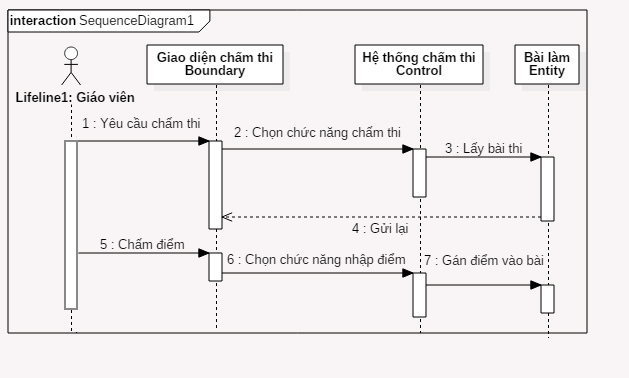 interaction SequenceDiagram1
Giao diện chấm thi
Boundary
Hệ thống chấm thi
Control
Bài làm
Entity
Lifeline1: Giáo viên
1 : Yêu cầu chấm thi
2 : Chọn chức năng chấm thi
3 : Lấy bài thi
4 : Gửi lại
5 : Chấm điểm
6 : Chọn chức năng nhập điểm
7 : Gán điểm vào bài